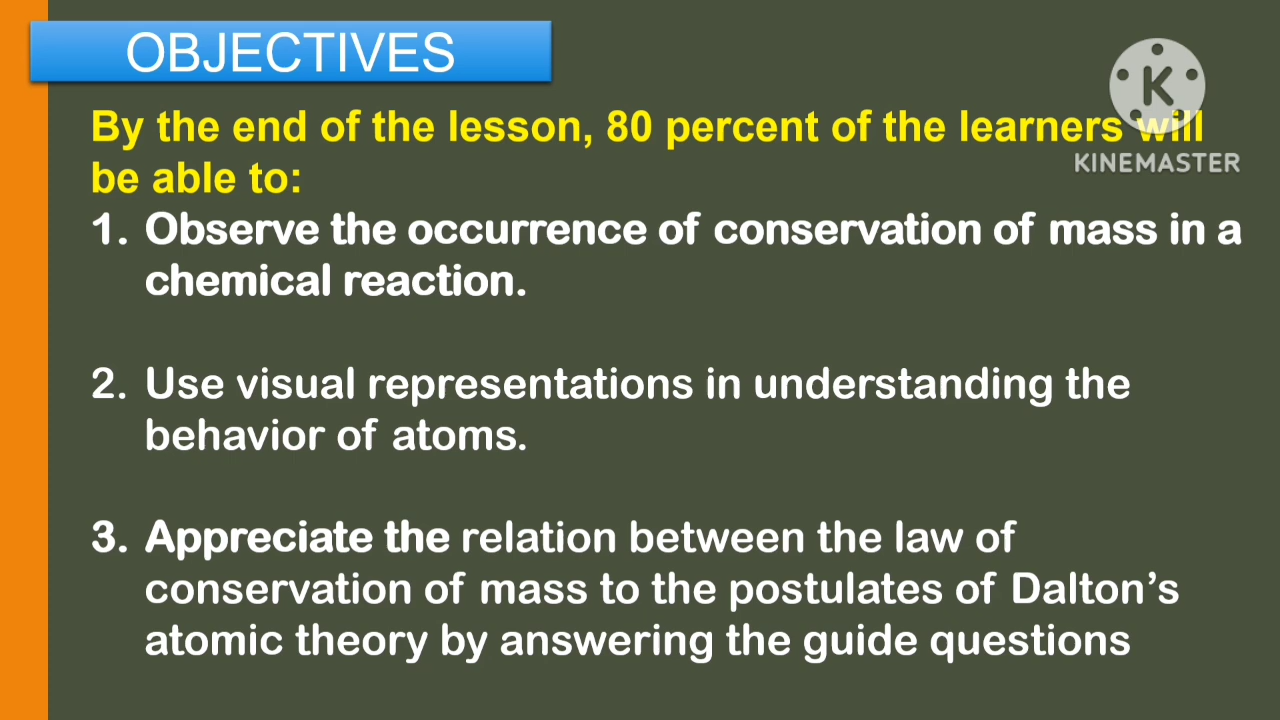 OBJECTIVES
By the end of the lesson, 80 percent of the learners will
be able to:
K
KINEMASTER
1. Observe the occurrence of conservation of mass in a
chemical reaction.
2. Use visual representations in understanding the
behavior of atoms.
3. Appreciate the relation between the law of
conservation of mass to the postulates of Dalton’s
atomic theory by answering the guide questions